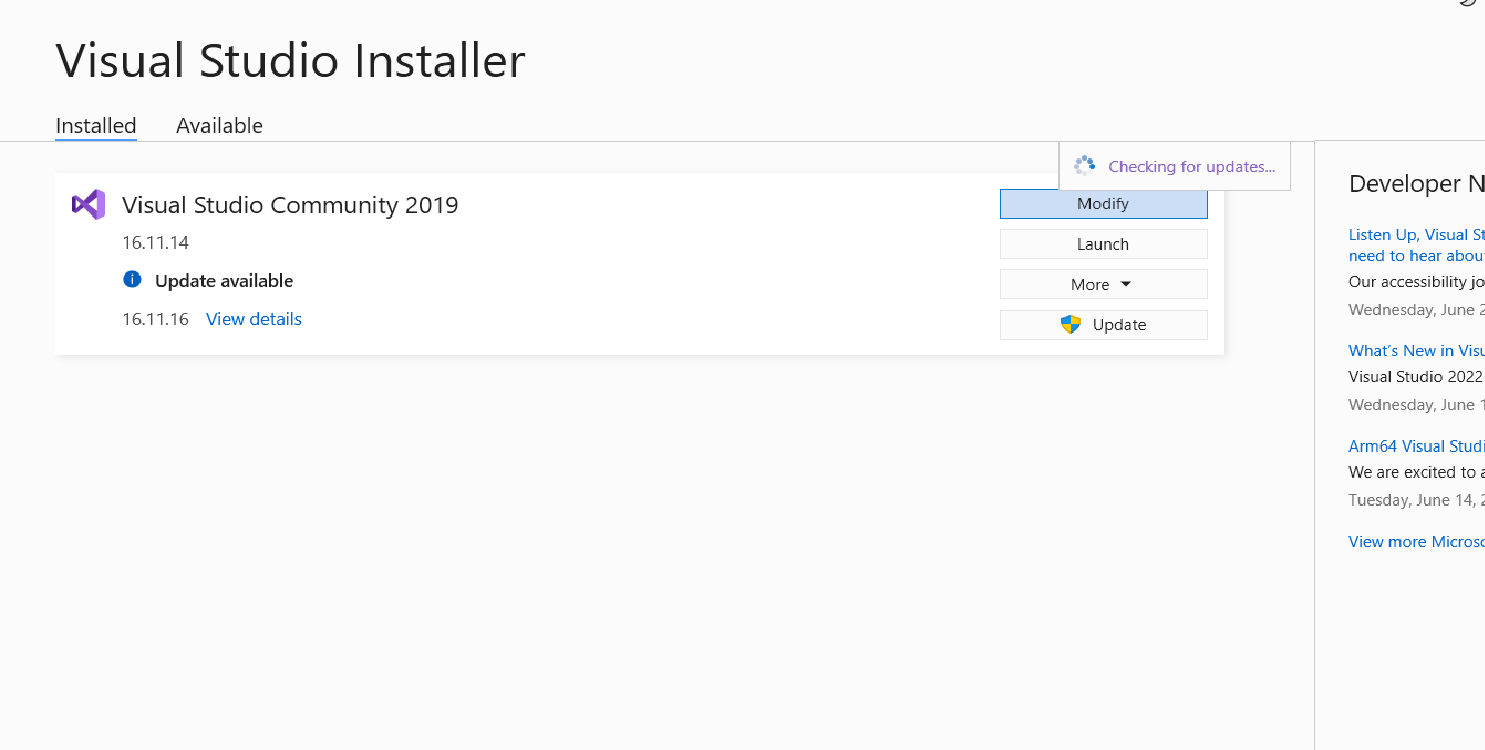 Visual Studio Installer
Installed
Available
Checking for updates...
Visual Studio Community 2019
16.11.14
Update available
16.11.16 View details
Modify
Launch
More
Update
Developer N
Listen Up, Visual St
need to hear about
Our accessibility jo
Wednesday, June 2
What's New in Visu
Visual Studio 2022
Wednesday, June 1
Arm64 Visual Studi
We are excited to a
Tuesday, June 14, 2
View more Microso